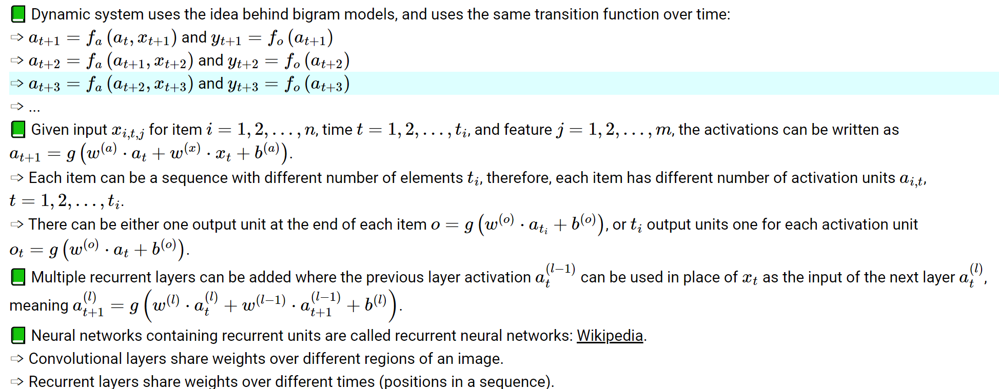 📗 Dynamic system uses the idea behind bigram models, and uses the same transition function over time:
➩ $a_{t+1} = f_a\left(a_t, x_{t+1}\right)$ and $y_{t+1} = f_o\left(a_{t+1}\right)$
➩ $a_{t+2} = f_a\left(a_{t+1}, x_{t+2}\right)$ and $y_{t+2} = f_o\left(a_{t+2}\right)$
➩ $a_{t+3} = f_a\left(a_{t+2}, x_{t+3}\right)$ and $y_{t+3} = f_o\left(a_{t+3}\right)$
➩ ...
📗 Given input $x_{i,t,j}$ for item $i = 1, 2, \ldots, n$, time $t = 1, 2, \ldots, t_i$, and feature $j = 1, 2, \ldots, m$, the activations can be written as
$a_{t+1} = g\left(w^{(a)} \cdot a_t + w^{(x)} \cdot x_t + b^{(a)}\right)$.
➩ Each item can be a sequence with different number of elements $t_i$, therefore, each item has different number of activation units $a_{i,t}$,
$t = 1, 2, \ldots, t_i$.
➩ There can be either one output unit at the end of each item $o = g\left(w^{(o)} \cdot a_{t_i} + b^{(o)}\right)$, or $t_i$ output units one for each activation unit
$o_t = g\left(w^{(o)} \cdot a_t + b^{(o)}\right)$.
📗 Multiple recurrent layers can be added where the previous layer activation $a_t^{(l-1)}$ can be used in place of $x_t$ as the input of the next layer $a_t^{(l)}$,
meaning $a_{t+1}^{(l)} = g\left(w^{(l)} \cdot a_t^{(l)} + w^{(l-1)} \cdot a_{t+1}^{(l-1)} + b^{(l)}\right)$.
📗 Neural networks containing recurrent units are called recurrent neural networks: Wikipedia.
➩ Convolutional layers share weights over different regions of an image.
➩ Recurrent layers share weights over different times (positions in a sequence).